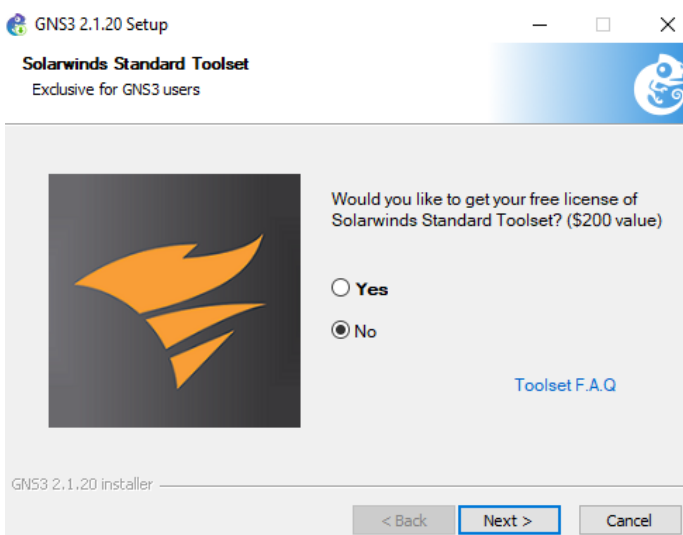 GNS3 2.1.20 Setup
Solarwinds Standard Toolset
Exclusive for GNS3 users
Would you like to get your free license of
Solarwinds Standard Toolset? ($200 value)
Yes
No
Toolset F.A.Q
GNS3 2.1.20 installer
< Back
Next >
Cancel